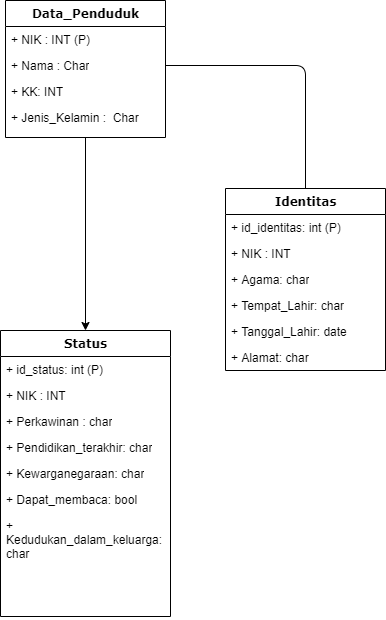 Data_Penduduk
+ NIK : INT (P)
+ Nama : Char
+ KK: INT
+ Jenis_Kelamin :  Char
Identitas
+ id_identitas: int (P)
+ NIK : INT
+ Agama: char
+ Tempat_Lahir: char
+ Tanggal_Lahir: date
+ Alamat: char
Status
+ id_status: int (P)
+ NIK : INT
+ Perkawinan : char
+ Pendidikan_terakhir: char
+ Kewarganegaraan: char
+ Dapat_membaca: bool
+
Kedudukan_dalam_keluarga:
char